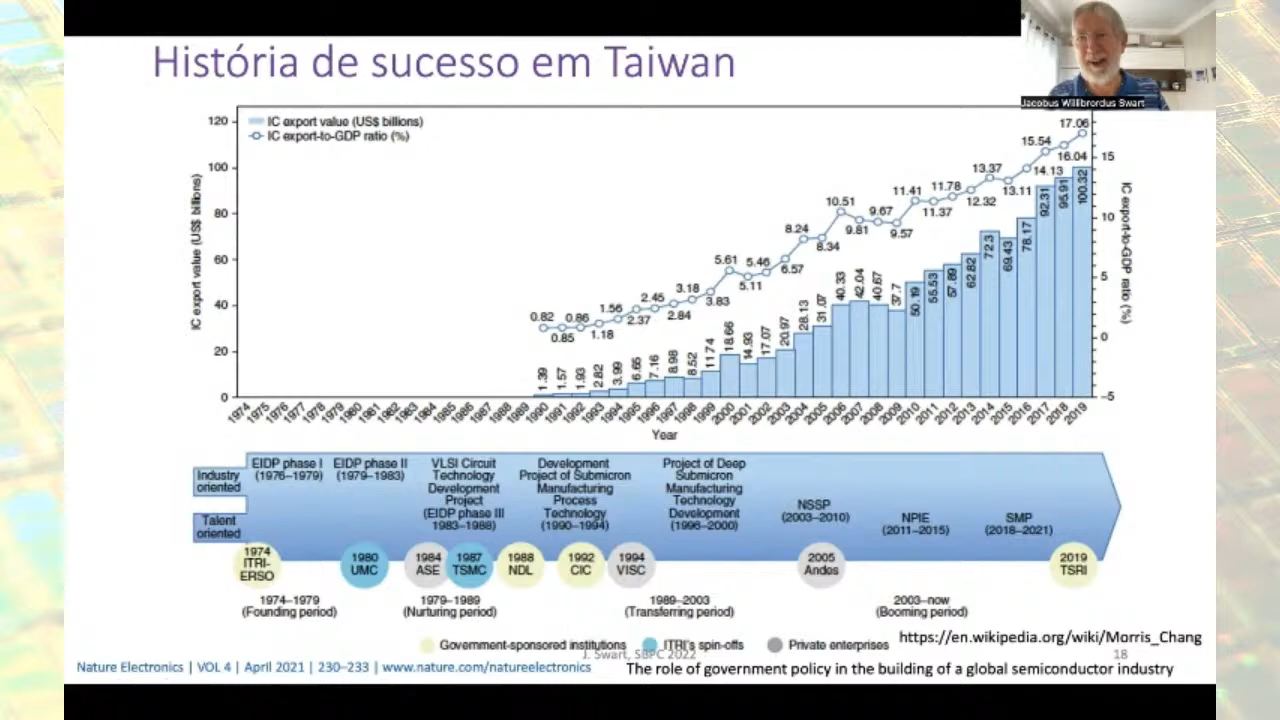 História de sucesso em Taiwan
Jacobus Willibrordus Swart
IC export value (US$ billions)
IC export-to-GDP ratio (%)
IC export value (US$ billions)
120
100
80
60
40
20
0
IC export-to-GDP ratio (%)
15
10
5
0
–5
0.82 0.85 0.86 1.18 1.56 2.37 2.45 2.84 3.18 3.83 5.61 5.11 5.46 6.57 8.24 8.34 10.51 9.81 9.67 9.57 11.41 11.37 11.78 12.32 13.37 13.11 14.13 15.54 16.04 17.06
1.39 1.57 1.93 2.82 3.99 6.65 7.16 8.98 8.52 11.74 18.66 14.93 17.07 20.97 28.13 31.07 40.33 42.04 40.67 37.7 50.19 55.53 57.89 62.82 72.3 69.43 78.17 92.31 95.91 100.32
1974 1975 1976 1977 1978 1979 1980 1981 1982 1983 1984 1985 1986 1987 1988 1989 1990 1991 1992 1993 1994 1995 1996 1997 1998 1999 2000 2001 2002 2003 2004 2005 2006 2007 2008 2009 2010 2011 2012 2013 2014 2015 2016 2017 2018 2019
Year
Industry
oriented
Talent
oriented
EIDP phase I
(1976–1979)
EIDP phase II
(1979–1983)
VLSI Circuit
Technology
Development
Project
(EIDP phase III
1983–1988)
Development
Project of Submicron
Manufacturing
Process
Technology
(1990–1994)
Project of Deep
Submicron
Manufacturing
Technology
Development
(1996–2000)
NSSP
(2003–2010)
NPIE
(2011–2015)
SMP
(2018–2021)
1974
ITRI-
ERSO
1980
UMC
1984
ASE
1987
TSMC
1988
NDL
1992
CIC
1994
VISC
2005
Andes
2019
TSRI
1974–1979
(Founding period)
1979–1989
(Nurturing period)
1989–2003
(Transferring period)
2003–now
(Booming period)
Government-sponsored institutions
ITRI's spin-offs
Private enterprises
https://en.wikipedia.org/wiki/Morris_Chang
J. Swart, SBPC 2022
18
Nature Electronics | VOL 4 | April 2021 | 230–233 | www.nature.com/natureelectronics
The role of government policy in the building of a global semiconductor industry